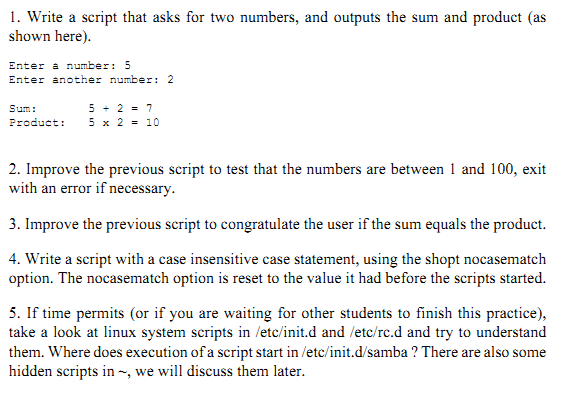 1. Write a script that asks for two numbers, and outputs the sum and product (as
shown here).
Enter a number: 5
Enter another number: 2
Sum: 5 + 2 = 7
Product: 5 x 2 = 10
2. Improve the previous script to test that the numbers are between 1 and 100, exit
with an error if necessary.
3. Improve the previous script to congratulate the user if the sum equals the product.
4. Write a script with a case insensitive case statement, using the shopt nocasematch
option. The nocasematch option is reset to the value it had before the scripts started.
5. If time permits (or if you are waiting for other students to finish this practice),
take a look at linux system scripts in /etc/init.d and /etc/rc.d and try to understand
them. Where does execution of a script start in /etc/init.d/samba ? There are also some
hidden scripts in ~, we will discuss them later.